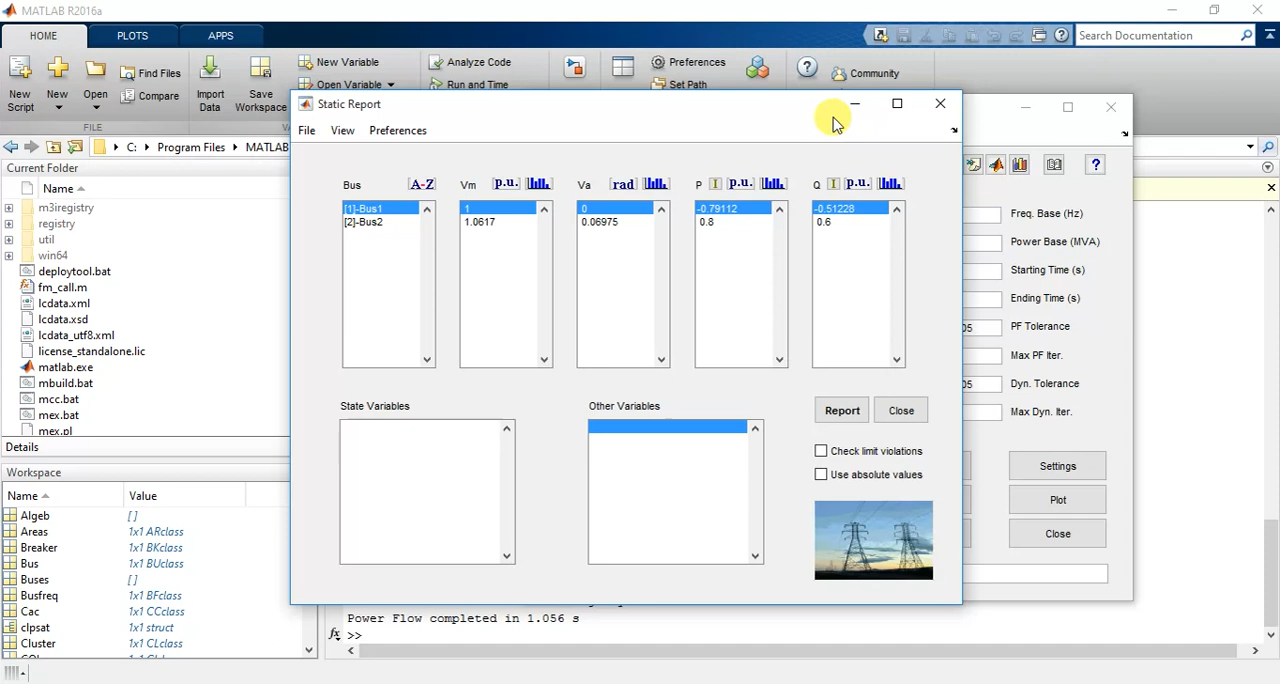 MATLAB R2016a
HOME
PLOTS
APPS
Search Documentation
New Script
New
Open
Find Files
Compare
Import Data
Save Workspace
New Variable
Open Variable
Analyze Code
Run and Time
Preferences
Set Path
Community
FILE
C:
Program Files
MATLAB
Current Folder
Name
m3iregistry
registry
util
win64
deploytool.bat
fm_call.m
lcdata.xml
lcdata.xsd
lcdata_utf8.xml
license_standalone.lic
matlab.exe
mbuild.bat
mcc.bat
mex.bat
mex.pl
Details
Workspace
Name Value
Algeb []
Areas 1x1 ARclass
Breaker 1x1 BKclass
Bus 1x1 BUclass
Buses []
Busfreq 1x1 BFclass
Cac 1x1 CCclass
clpsat 1x1 struct
Cluster 1x1 CLclass
Static Report
File View Preferences
Bus A-Z Vm p.u. Va rad P I p.u. Q I p.u.
[1]-Bus1 1 0 -0.79112 -0.51228
[2]-Bus2 1.0617 0.06975 0.8 0.6
State Variables
Other Variables
Report
Close
Check limit violations
Use absolute values
?
Freq. Base (Hz)
Power Base (MVA)
Starting Time (s)
Ending Time (s)
05 PF Tolerance
Max PF Iter.
05 Dyn. Tolerance
Max Dyn. Iter.
Settings
Plot
Close
Power Flow completed in 1.056 s
fx >>